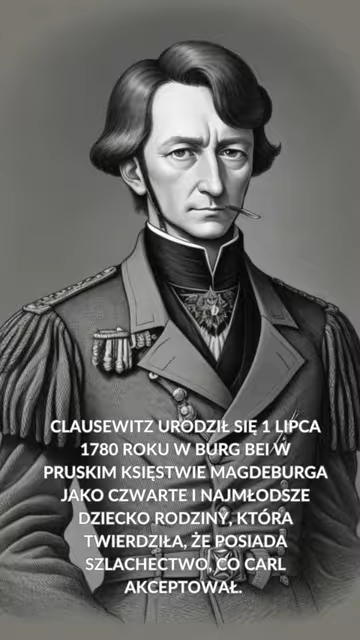 CLAUSEWITZ URODZIŁ SIĘ 1 LIPCA
1780 ROKU W BURG BEI W
PRUSKIM KSIĘSTWIE MAGDEBURGA
JAKO CZWARTE I NAJMŁODSZE
DZIECKO RODZINY, KTÓRA
TWIERDZIŁA, ŻE POSIADA
SZLACHECTWO, CO CARL
AKCEPTOWAŁ.